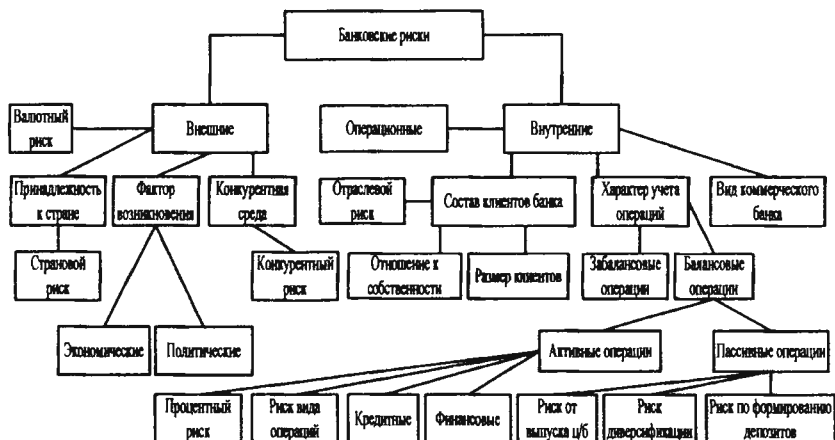 Банковские риски
Валютный
риск
Внешние
Операционные
Внутренние
Принадлежность
к стране
Фактор
возникновения
Конкурентная
среда
Отраслевой
риск
Состав клиентов банка
Характер учета
операций
Вид коммерческого
банка
Страновой
риск
Конкурентный
риск
Отношение к
собственности
Размер клиентов
Забалансовые
операции
Балансовые
операции
Экономические
Политические
Активные операции
Пассивные операции
Процентный
риск
Риск вида
операций
Кредитные
Финансовые
Риск от
выпуска ц/б
Риск
диверсификации
Риск по формированию
депозитов